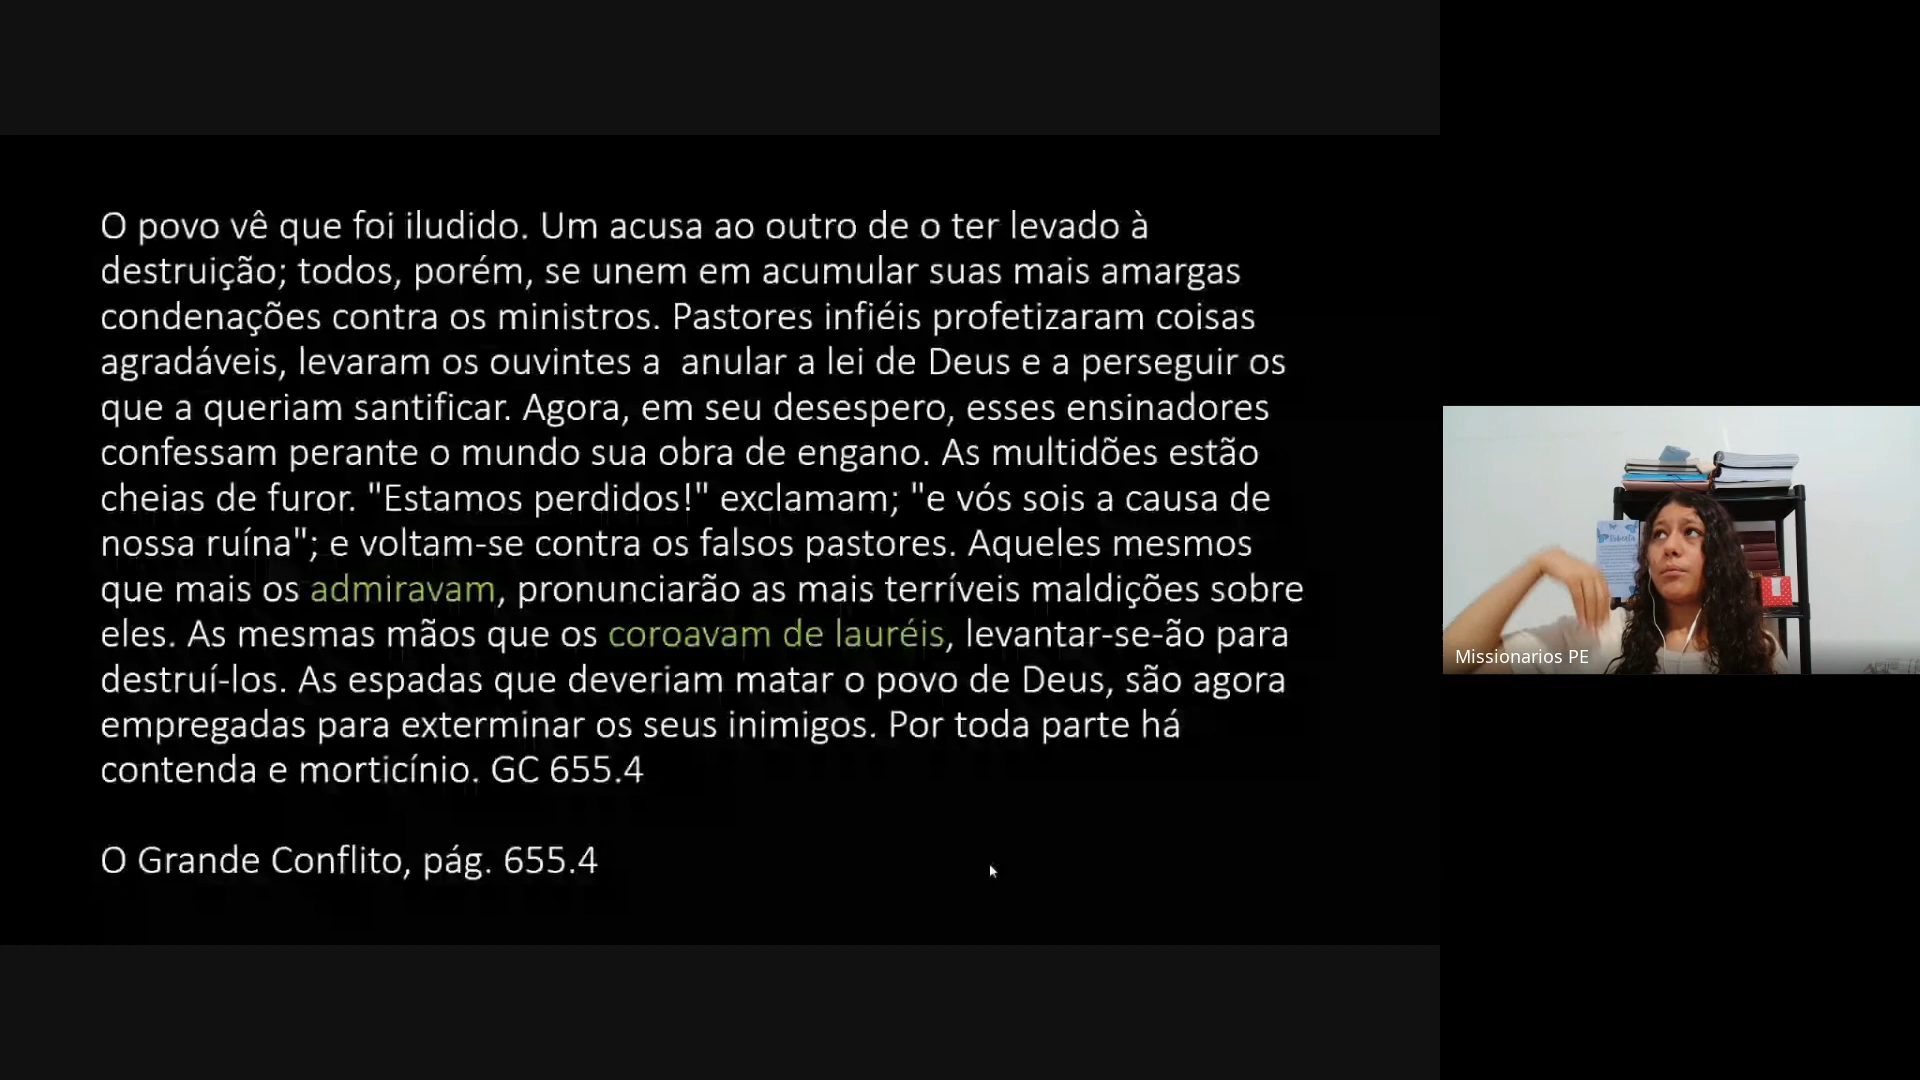 O povo vê que foi iludido. Um acusa ao outro de o ter levado à
destruição; todos, porém, se unem em acumular suas mais amargas
condenações contra os ministros. Pastores infiéis profetizaram coisas
agradáveis, levaram os ouvintes a  anular a lei de Deus e a perseguir os
que a queriam santificar. Agora, em seu desespero, esses ensinadores
confessam perante o mundo sua obra de engano. As multidões estão
cheias de furor. "Estamos perdidos!" exclamam; "e vós sois a causa de
nossa ruína"; e voltam-se contra os falsos pastores. Aqueles mesmos
que mais os admiravam, pronunciarão as mais terríveis maldições sobre
eles. As mesmas mãos que os coroavam de lauréis, levantar-se-ão para
destruí-los. As espadas que deveriam matar o povo de Deus, são agora
empregadas para exterminar os seus inimigos. Por toda parte há
contenda e morticínio. GC 655.4
O Grande Conflito, pág. 655.4
Missionarios PE